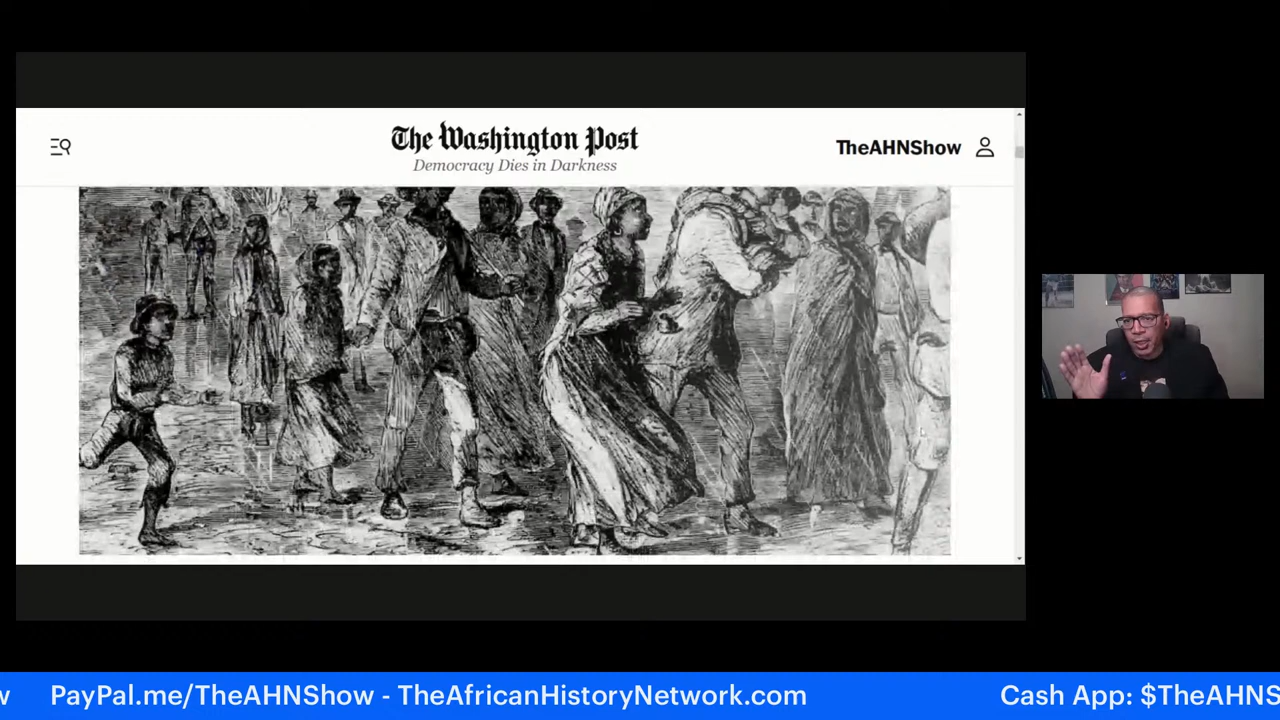 The Washington Post
Democracy Dies in Darkness
TheAHNShow
w PayPal.me/TheAHNShow - TheAfricanHistoryNetwork.com Cash App: $TheAHNS